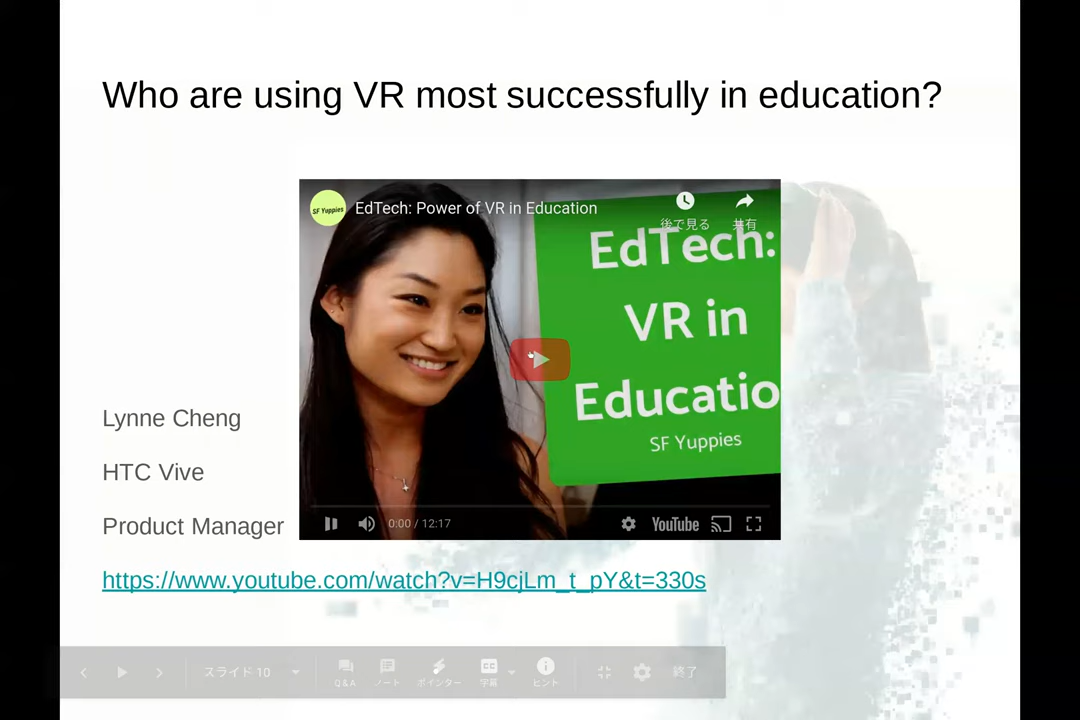 Who are using VR most successfully in education?
SF Yuppies
EdTech: Power of VR in Education
後で見る
共有
EdTech:
VR in
Educatio
SF Yuppies
Lynne Cheng
HTC Vive
Product Manager
0:00 / 12:17
YouTube
https://www.youtube.com/watch?v=H9cjLm_t_pY&t=330s
スライド 10
Q&A
ノート
ポインター
CC
字幕
ヒント
終了